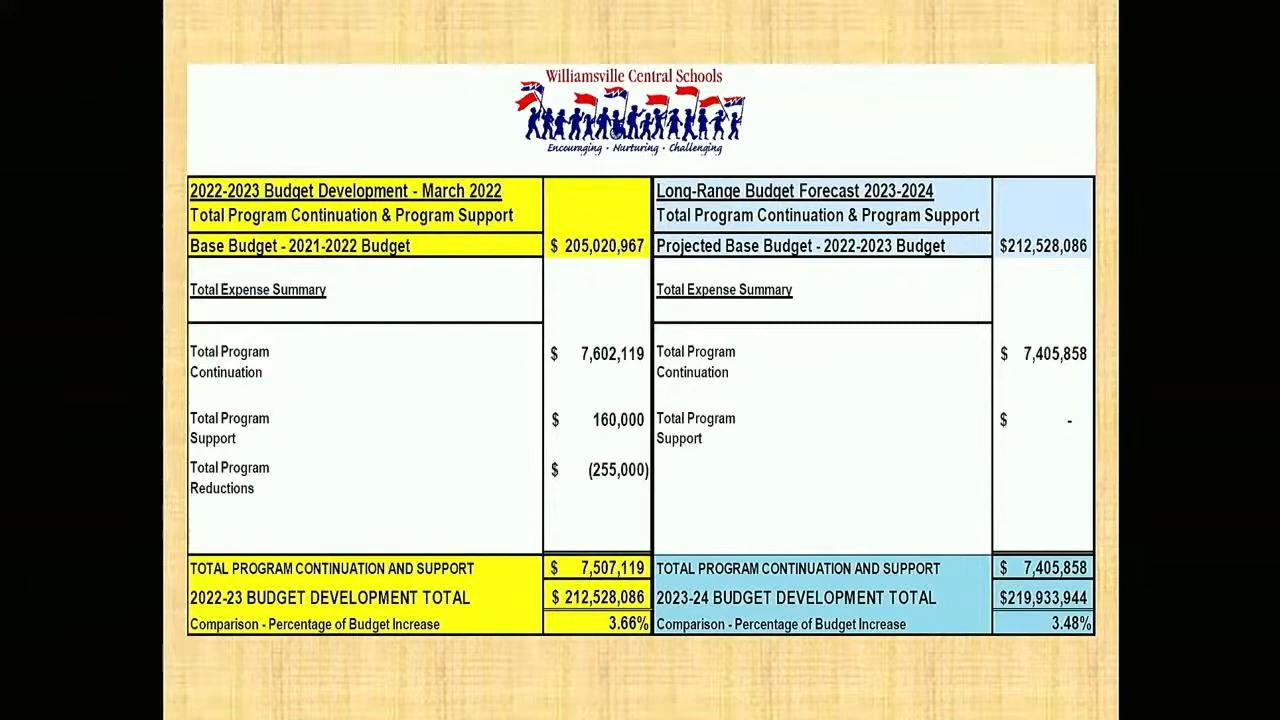 Williamsville Central Schools
Encouraging · Nurturing · Challenging
2022-2023 Budget Development - March 2022
Total Program Continuation & Program Support
Base Budget - 2021-2022 Budget $ 205,020,967
Total Expense Summary
Total Program $ 7,602,119
Continuation
Total Program $ 160,000
Support
Total Program $ (255,000)
Reductions
TOTAL PROGRAM CONTINUATION AND SUPPORT $ 7,507,119
2022-23 BUDGET DEVELOPMENT TOTAL $ 212,528,086
Comparison - Percentage of Budget Increase 3.66%
Long-Range Budget Forecast 2023-2024
Total Program Continuation & Program Support
Projected Base Budget - 2022-2023 Budget $212,528,086
Total Expense Summary
Total Program $ 7,405,858
Continuation
Total Program $ -
Support
TOTAL PROGRAM CONTINUATION AND SUPPORT $ 7,405,858
2023-24 BUDGET DEVELOPMENT TOTAL $219,933,944
Comparison - Percentage of Budget Increase 3.48%